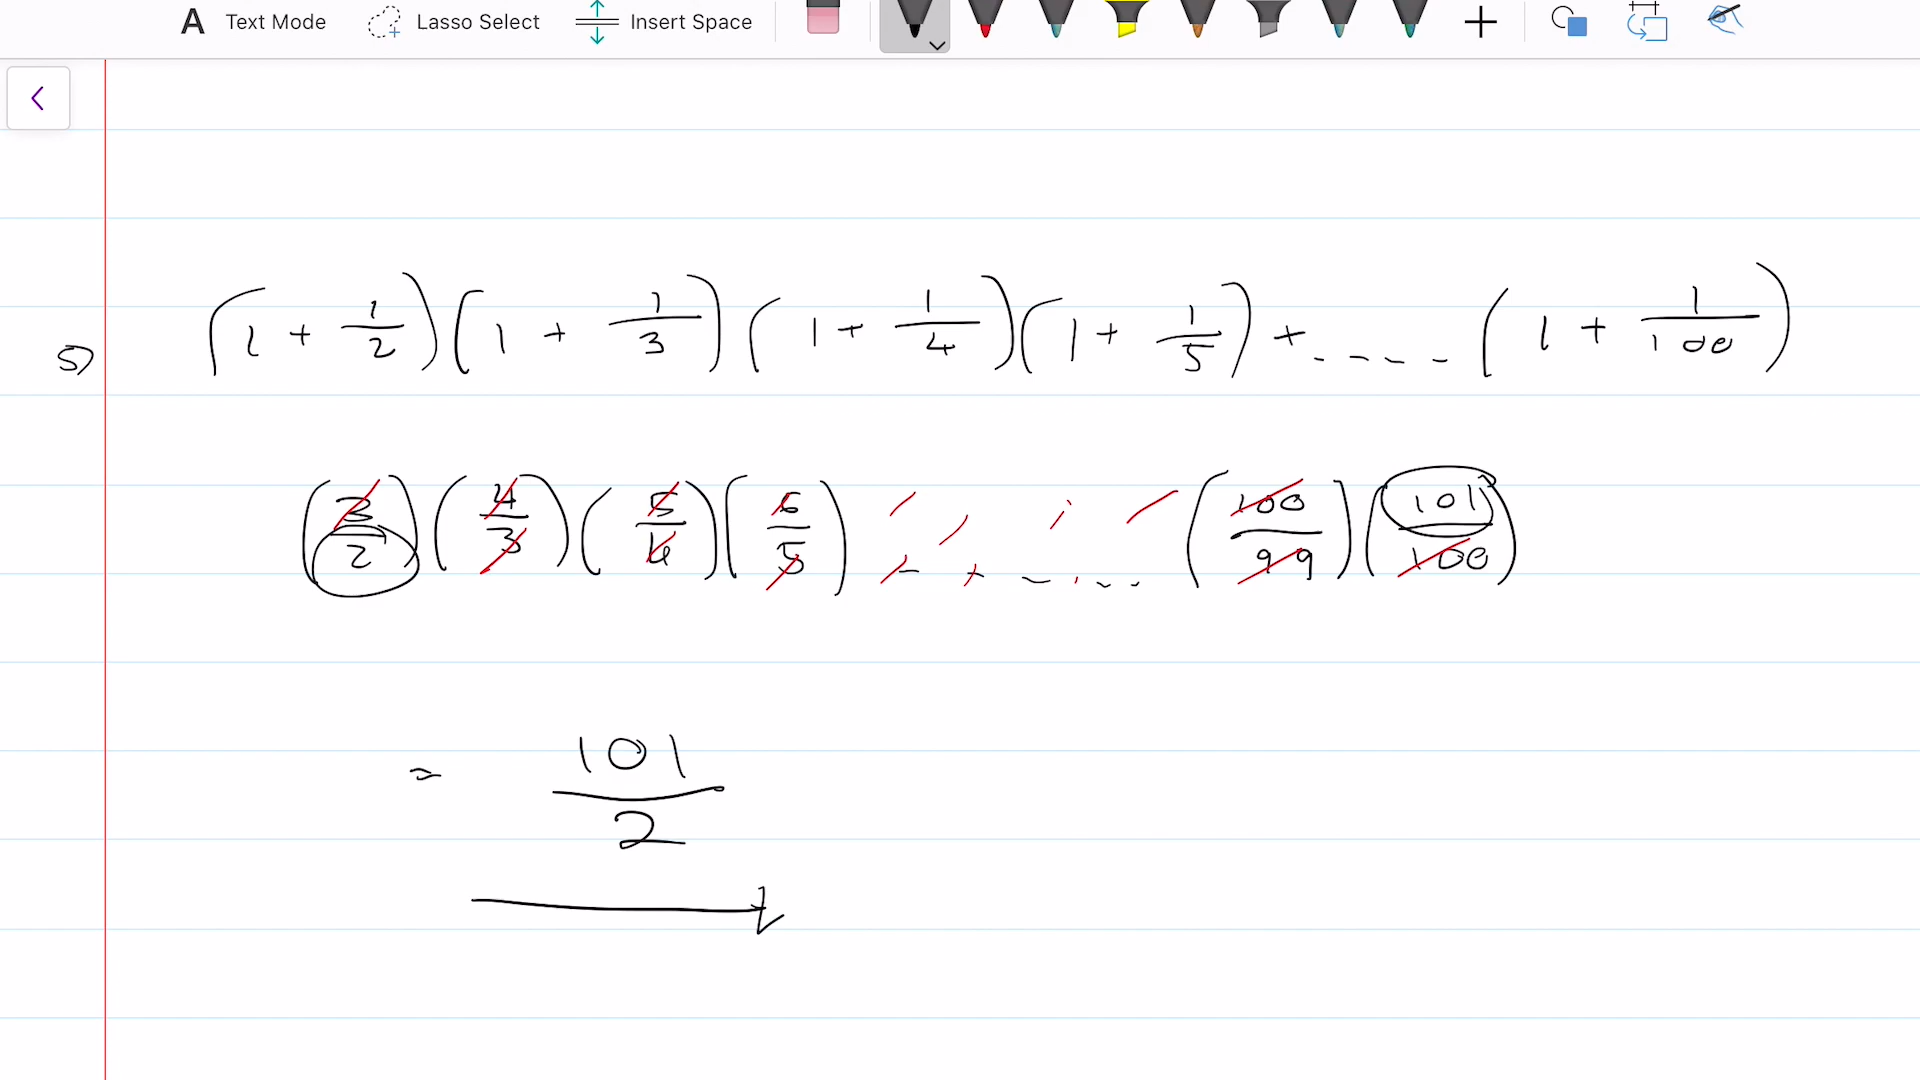 A Text Mode Lasso Select Insert Space
5) (1 + 1/2)(1 + 1/3)(1 + 1/4)(1 + 1/5) + - - - - (1 + 1/100)
(3/2)(4/3)(5/4)(6/5) - - - .... (100/99)(101/100)
= 101/2